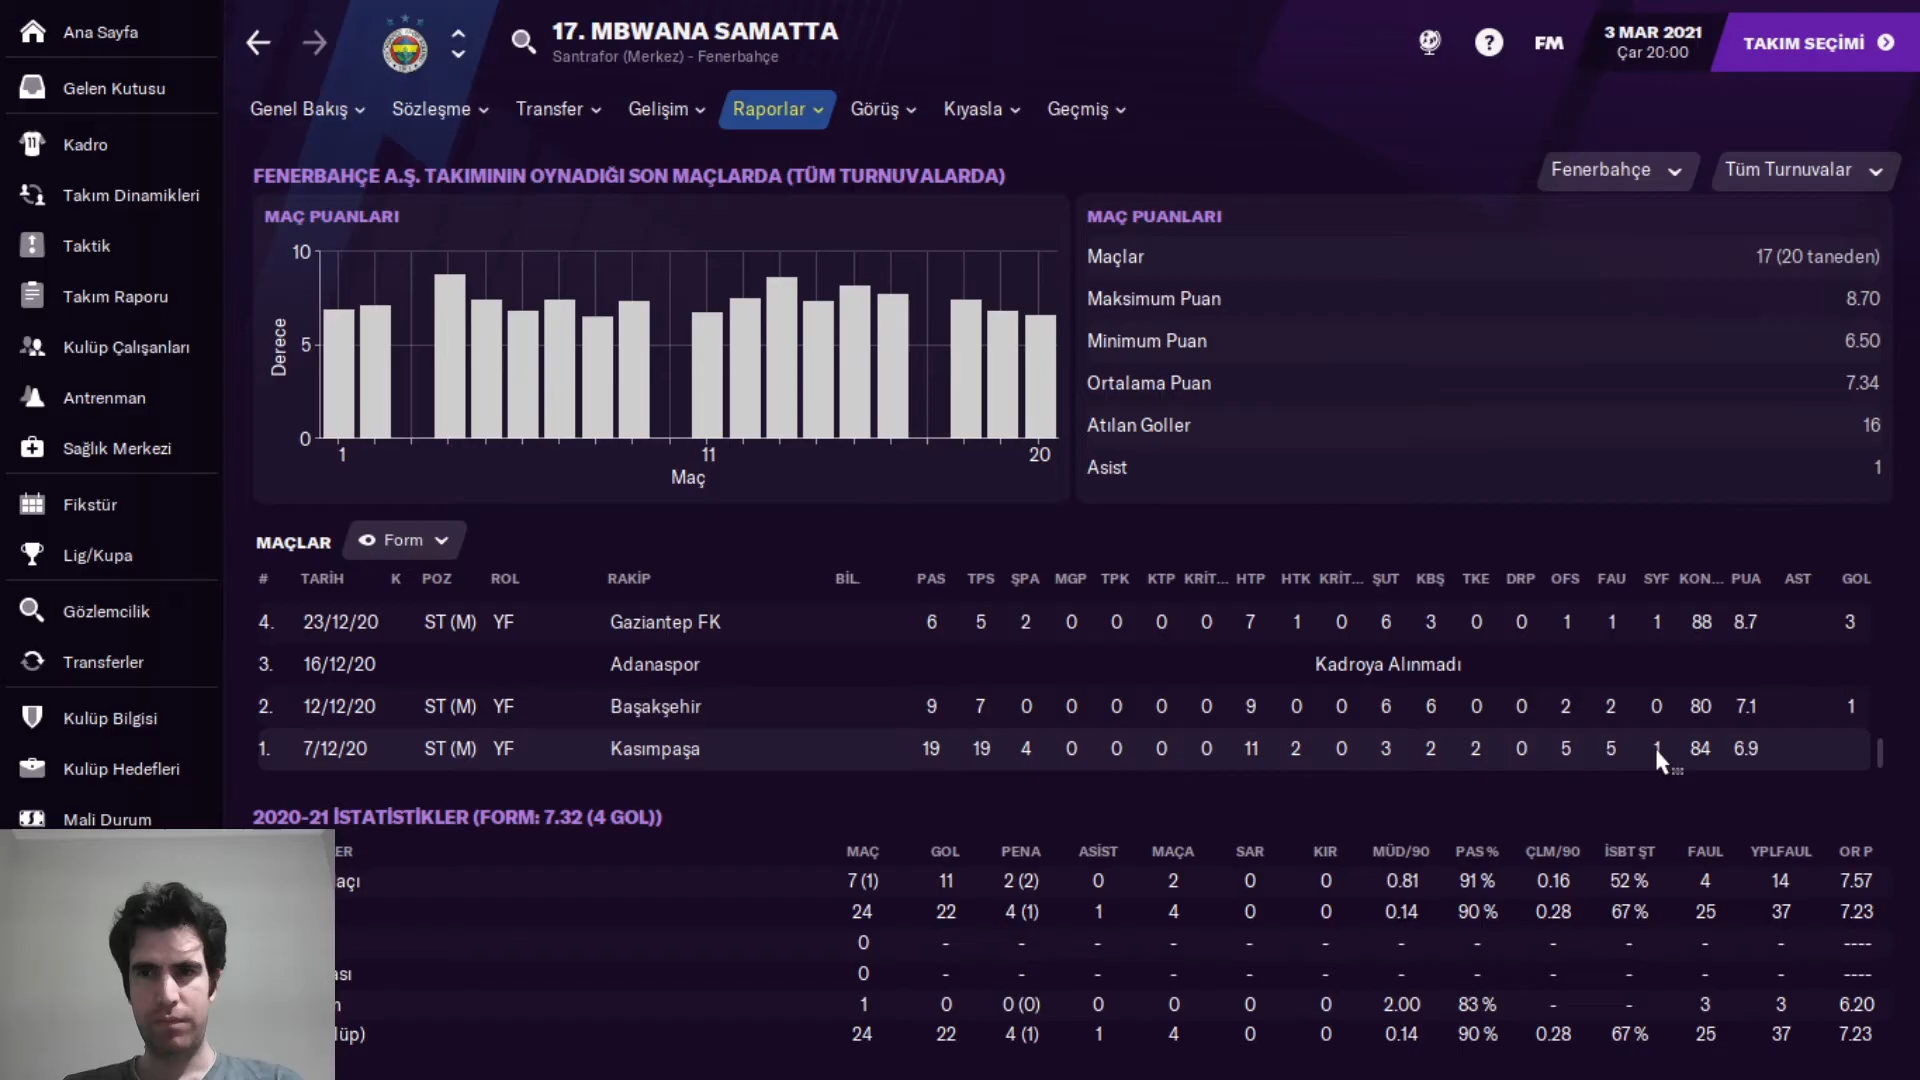 Ana Sayfa
Gelen Kutusu
Kadro
Takım Dinamikleri
Taktik
Takım Raporu
Kulüp Çalışanları
Antrenman
Sağlık Merkezi
Fikstür
Lig/Kupa
Gözlemcilik
Transferler
Kulüp Bilgisi
Kulüp Hedefleri
Mali Durum
17. MBWANA SAMATTA
Santrafor (Merkez) - Fenerbahçe
? FM 3 MAR 2021
Çar 20:00
TAKIM SEÇİMİ
Genel Bakış Sözleşme Transfer Gelişim Raporlar Görüş Kıyasla Geçmiş
FENERBAHÇE A.Ş. TAKIMININ OYNADIĞI SON MAÇLARDA (TÜM TURNUVALARDA)
Fenerbahçe Tüm Turnuvalar
MAÇ PUANLARI
10
5
0
Derece
1 11 20
Maç
MAÇ PUANLARI
Maçlar 17 (20 taneden)
Maksimum Puan 8.70
Minimum Puan 6.50
Ortalama Puan 7.34
Atılan Goller 16
Asist 1
MAÇLAR Form
# TARİH K POZ ROL RAKİP BİL PAS TPS ŞPA MGP TPK KTP KRİT... HTP HTK KRİT... ŞUT KBŞ TKE DRP OFS FAU SYF KON... PUA AST GOL
4. 23/12/20 ST (M) YF Gaziantep FK 6 5 2 0 0 0 0 7 1 0 6 3 0 0 1 1 1 88 8.7 3
3. 16/12/20 Adanaspor Kadroya Alınmadı
2. 12/12/20 ST (M) YF Başakşehir 9 7 0 0 0 0 0 9 0 0 6 6 0 0 2 2 0 80 7.1 1
1. 7/12/20 ST (M) YF Kasımpaşa 19 19 4 0 0 0 0 11 2 0 3 2 2 0 5 5 1 84 6.9
2020-21 İSTATİSTİKLER (FORM: 7.32 (4 GOL))
ER MAÇ GOL PENA ASİST MAÇA SAR KIR MÜD/90 PAS % ÇLM/90 İSBT ŞT FAUL YPLFAUL OR P
açı 7 (1) 11 2 (2) 0 2 0 0 0.81 91 % 0.16 52 % 4 14 7.57
24 22 4 (1) 1 4 0 0 0.14 90 % 0.28 67 % 25 37 7.23
0 - - - - - - - - - - - - ----
ası 0 - - - - - - - - - - - - ----
1 0 0 (0) 0 0 0 0 2.00 83 % - - 3 3 6.20
lüp) 24 22 4 (1) 1 4 0 0 0.14 90 % 0.28 67 % 25 37 7.23